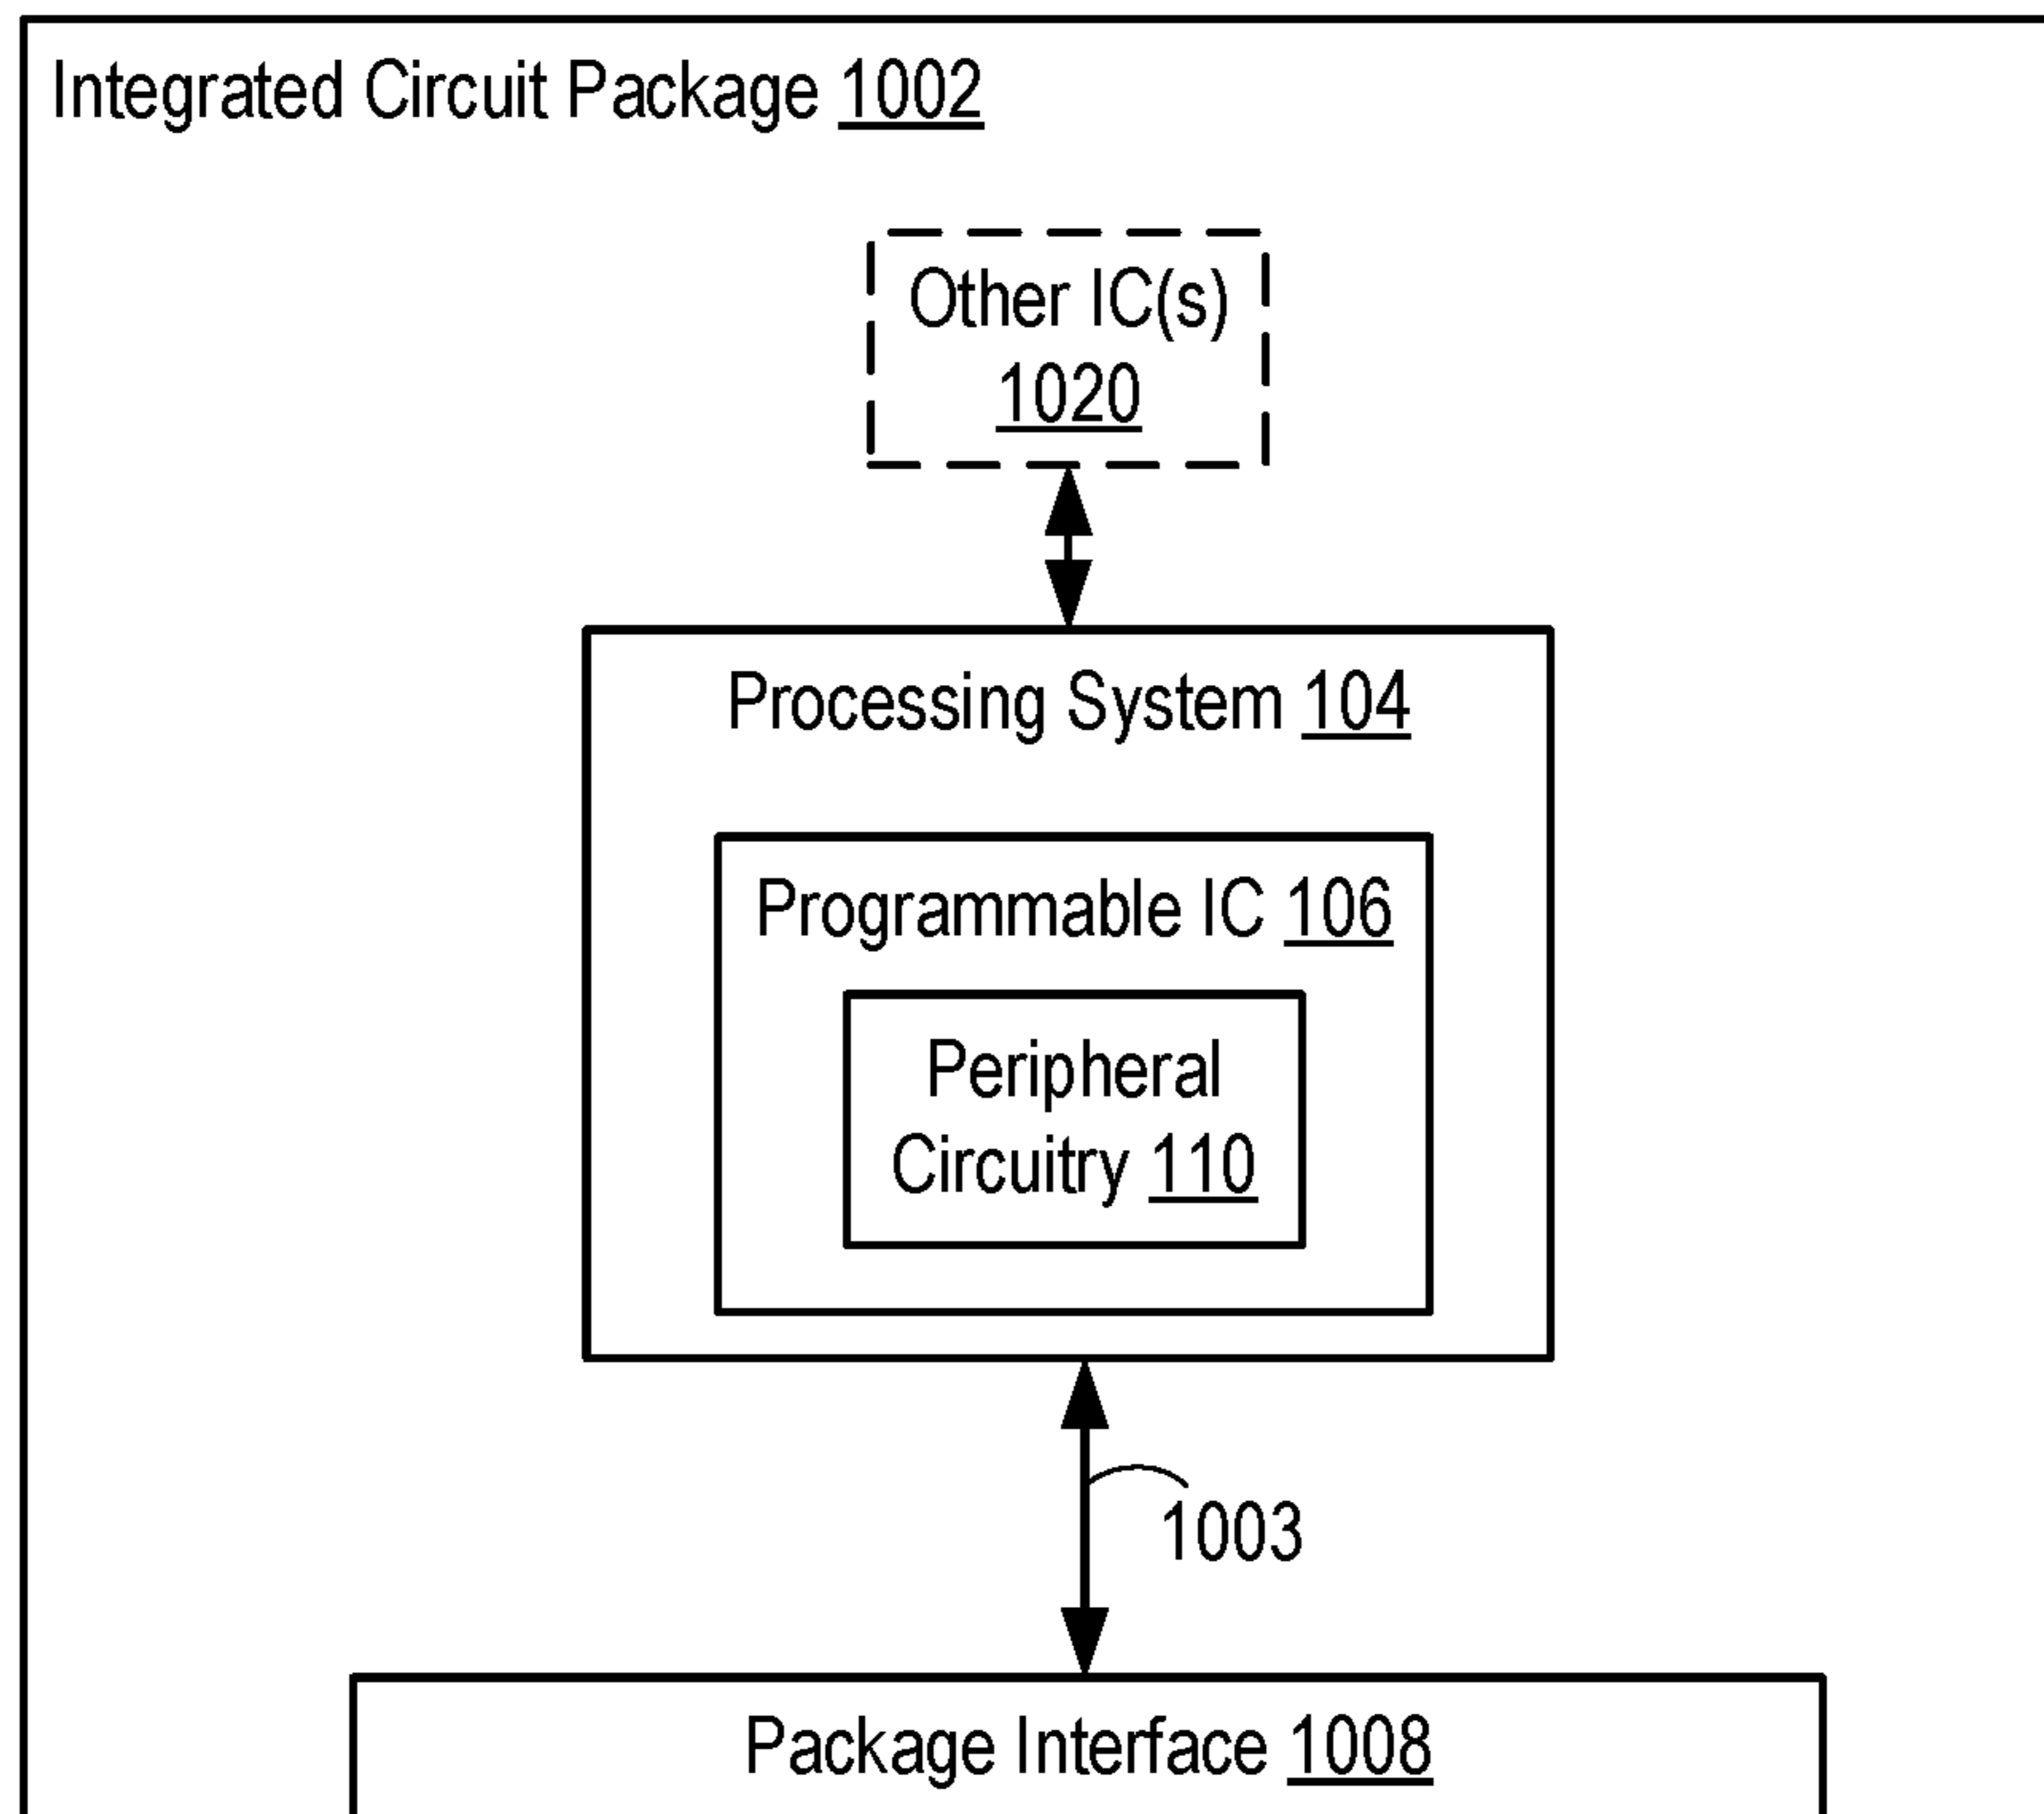 Integrated Circuit Package 1002
Other IC(s)
1020
Processing System 104
Programmable IC 106
Peripheral
Circuitry 110
1003
Package Interface 1008